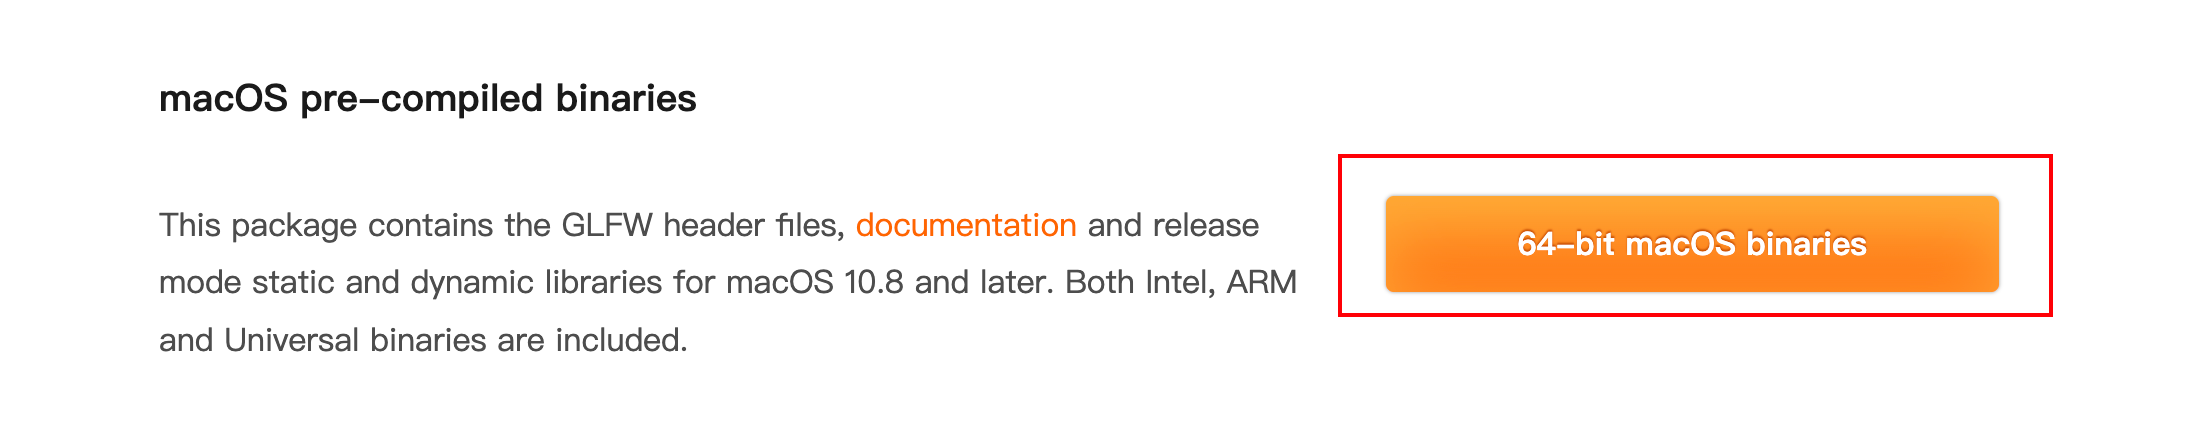 macOS pre-compiled binaries
This package contains the GLFW header files, documentation and release
mode static and dynamic libraries for macOS 10.8 and later. Both Intel, ARM
and Universal binaries are included.
64-bit macOS binaries